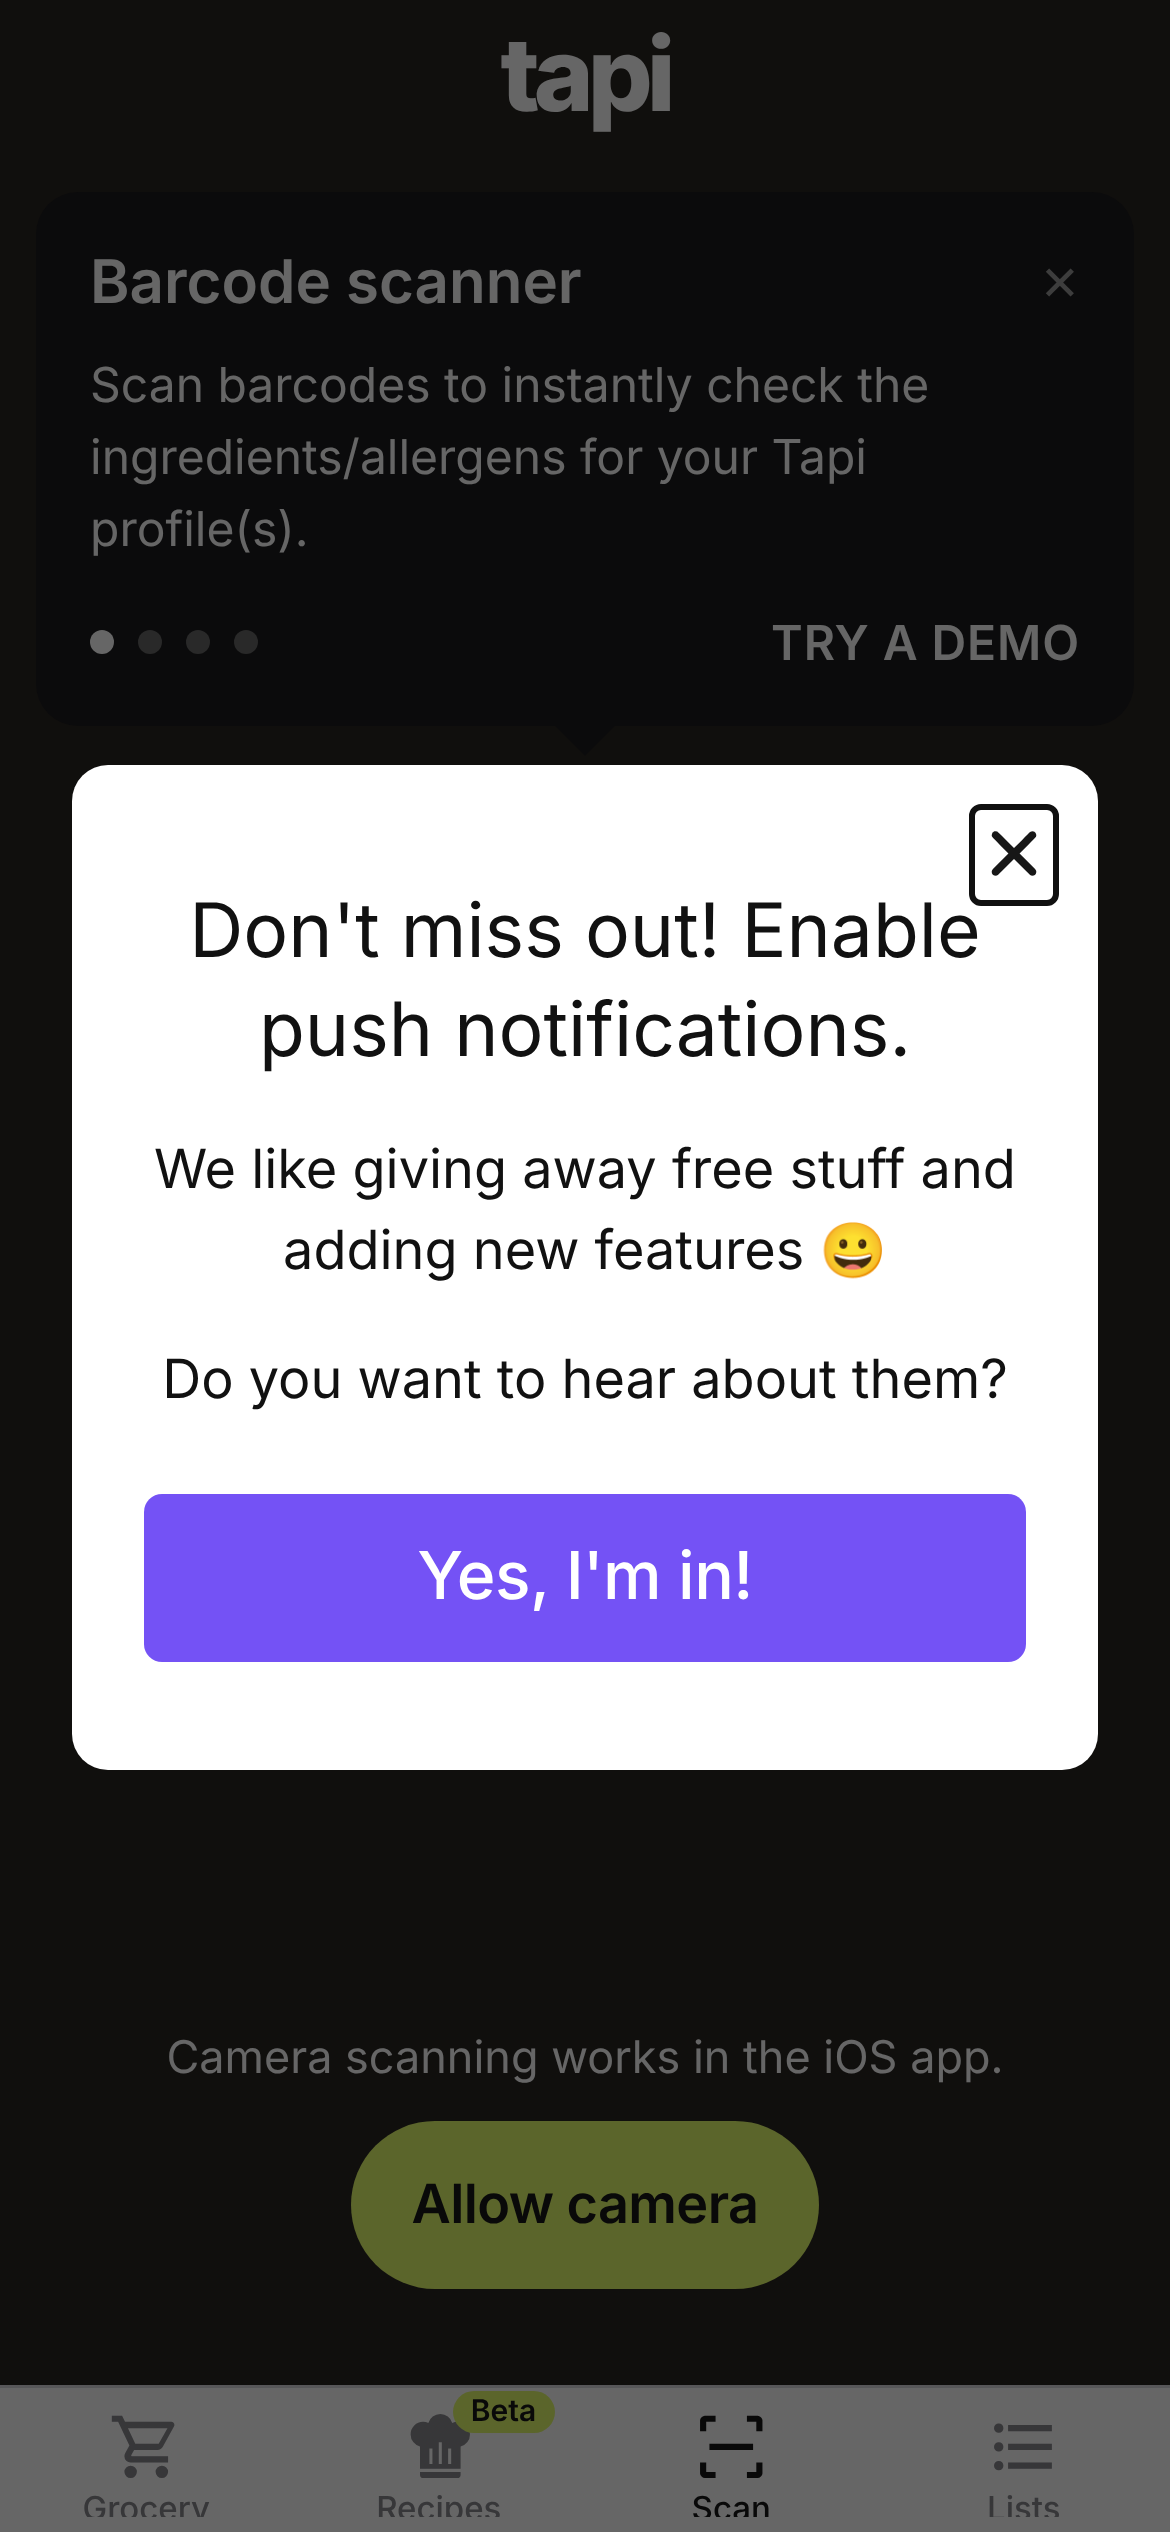 tapi
Barcode scanner
Scan barcodes to instantly check the
ingredients/allergens for your Tapi
profile(s).
TRY A DEMO
Don't miss out! Enable
push notifications.
We like giving away free stuff and
adding new features 😀
Do you want to hear about them?
Yes, I'm in!
Camera scanning works in the iOS app.
Allow camera
Beta
Grocery
Recipes
Scan
Lists